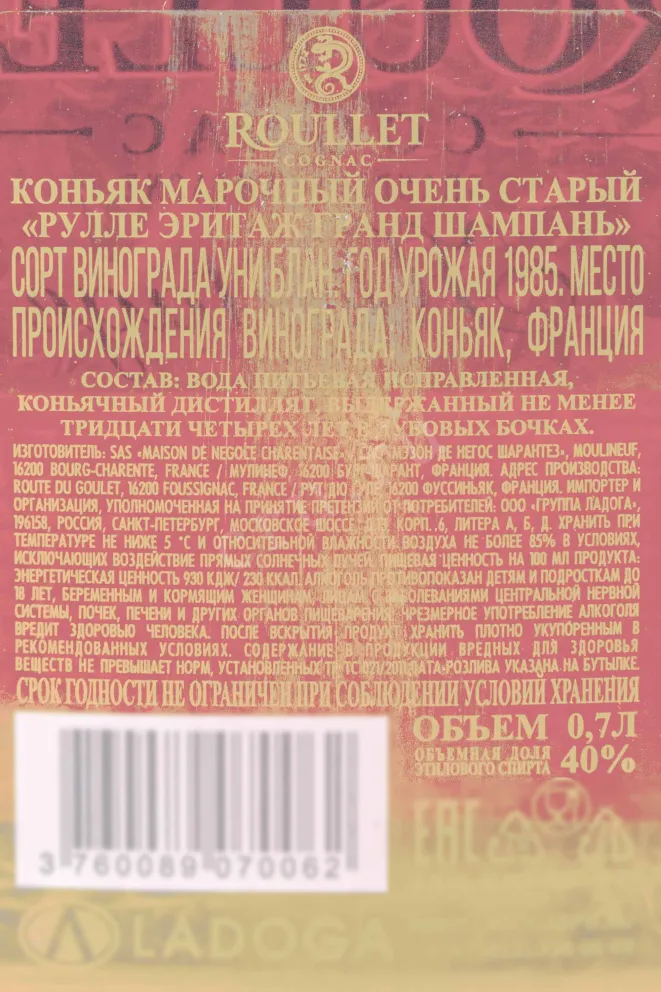 ROULLET
COGNAC
КОНЬЯК МАРОЧНЫЙ ОЧЕНЬ СТАРЫЙ
«РУЛЛЕ ЭРИТАЖ ГРАНД ШАМПАНЬ»
СОРТ ВИНОГРАДА УНИ БЛАН. ГОД УРОЖАЯ 1985. МЕСТО
ПРОИСХОЖДЕНИЯ ВИНОГРАДА: КОНЬЯК, ФРАНЦИЯ
СОСТАВ: ВОДА ПИТЬЕВАЯ ИСПРАВЛЕННАЯ,
КОНЬЯЧНЫЙ ДИСТИЛЛЯТ, ВЫДЕРЖАННЫЙ НЕ МЕНЕЕ
ТРИДЦАТИ ЧЕТЫРЕХ ЛЕТ В ДУБОВЫХ БОЧКАХ.
ИЗГОТОВИТЕЛЬ: SAS «MAISON DE NEGOCE CHARENTAISE» / САС «МЭЗОН ДЕ НЕГОС ШАРАНТЕЗ», MOULINEUF,
16200 BOURG-CHARENTE, FRANCE / МУЛИНЕФ, 16200 БУРГ-ШАРАНТ, ФРАНЦИЯ. АДРЕС ПРОИЗВОДСТВА:
ROUTE DU GOULET, 16200 FOUSSIGNAC, FRANCE / РУТ ДЮ ГУЛЕ, 16200 ФУССИНЬЯК, ФРАНЦИЯ. ИМПОРТЕР И
ОРГАНИЗАЦИЯ, УПОЛНОМОЧЕННАЯ НА ПРИНЯТИЕ ПРЕТЕНЗИЙ ОТ ПОТРЕБИТЕЛЕЙ: ООО «ГРУППА ЛАДОГА»,
196158, РОССИЯ, САНКТ-ПЕТЕРБУРГ, МОСКОВСКОЕ ШОССЕ, КОРП. 6, ЛИТЕРА А, Б, Д. ХРАНИТЬ ПРИ
ТЕМПЕРАТУРЕ НЕ НИЖЕ 5 °С И ОТНОСИТЕЛЬНОЙ ВЛАЖНОСТИ ВОЗДУХА НЕ БОЛЕЕ 85% В УСЛОВИЯХ,
ИСКЛЮЧАЮЩИХ ВОЗДЕЙСТВИЕ ПРЯМЫХ СОЛНЕЧНЫХ ЛУЧЕЙ. ПИЩЕВАЯ ЦЕННОСТЬ НА 100 МЛ ПРОДУКТА:
ЭНЕРГЕТИЧЕСКАЯ ЦЕННОСТЬ 930 КДЖ/ 230 ККАЛ. АЛКОГОЛЬ ПРОТИВОПОКАЗАН ДЕТЯМ И ПОДРОСТКАМ ДО
18 ЛЕТ, БЕРЕМЕННЫМ И КОРМЯЩИМ ЖЕНЩИНАМ, ЛИЦАМ С ЗАБОЛЕВАНИЯМИ ЦЕНТРАЛЬНОЙ НЕРВНОЙ
СИСТЕМЫ, ПОЧЕК, ПЕЧЕНИ И ДРУГИХ ОРГАНОВ ПИЩЕВАРЕНИЯ. ЧРЕЗМЕРНОЕ УПОТРЕБЛЕНИЕ АЛКОГОЛЯ
ВРЕДИТ ЗДОРОВЬЮ ЧЕЛОВЕКА. ПОСЛЕ ВСКРЫТИЯ ПРОДУКТ ХРАНИТЬ ПЛОТНО УКУПОРЕННЫМ В
РЕКОМЕНДОВАННЫХ УСЛОВИЯХ. СОДЕРЖАНИЕ В ПРОДУКЦИИ ВРЕДНЫХ ДЛЯ ЗДОРОВЬЯ
ВЕЩЕСТВ НЕ ПРЕВЫШАЕТ НОРМ, УСТАНОВЛЕННЫХ ТР ТС 021/2011. ДАТА РОЗЛИВА УКАЗАНА НА БУТЫЛКЕ.
СРОК ГОДНОСТИ НЕ ОГРАНИЧЕН ПРИ СОБЛЮДЕНИИ УСЛОВИЙ ХРАНЕНИЯ
ОБЪЕМ 0,7Л
ОБЪЕМНАЯ ДОЛЯ
ЭТИЛОВОГО СПИРТА 40%
EAC
3 760089 070062
LADOGA